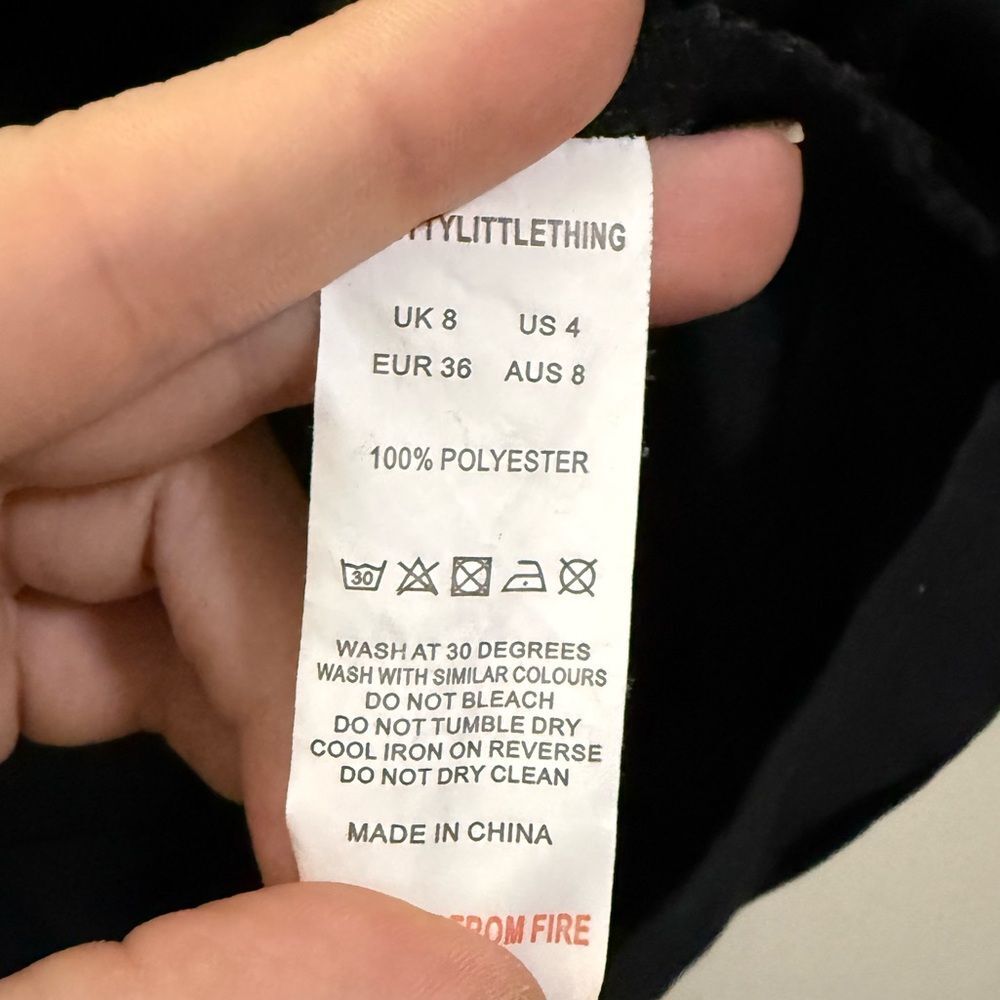 TTYLITTLETHING
UK 8 US 4
EUR 36 AUS 8
100% POLYESTER
30
WASH AT 30 DEGREES
WASH WITH SIMILAR COLOURS
DO NOT BLEACH
DO NOT TUMBLE DRY
COOL IRON ON REVERSE
DO NOT DRY CLEAN
MADE IN CHINA
FROM FIRE